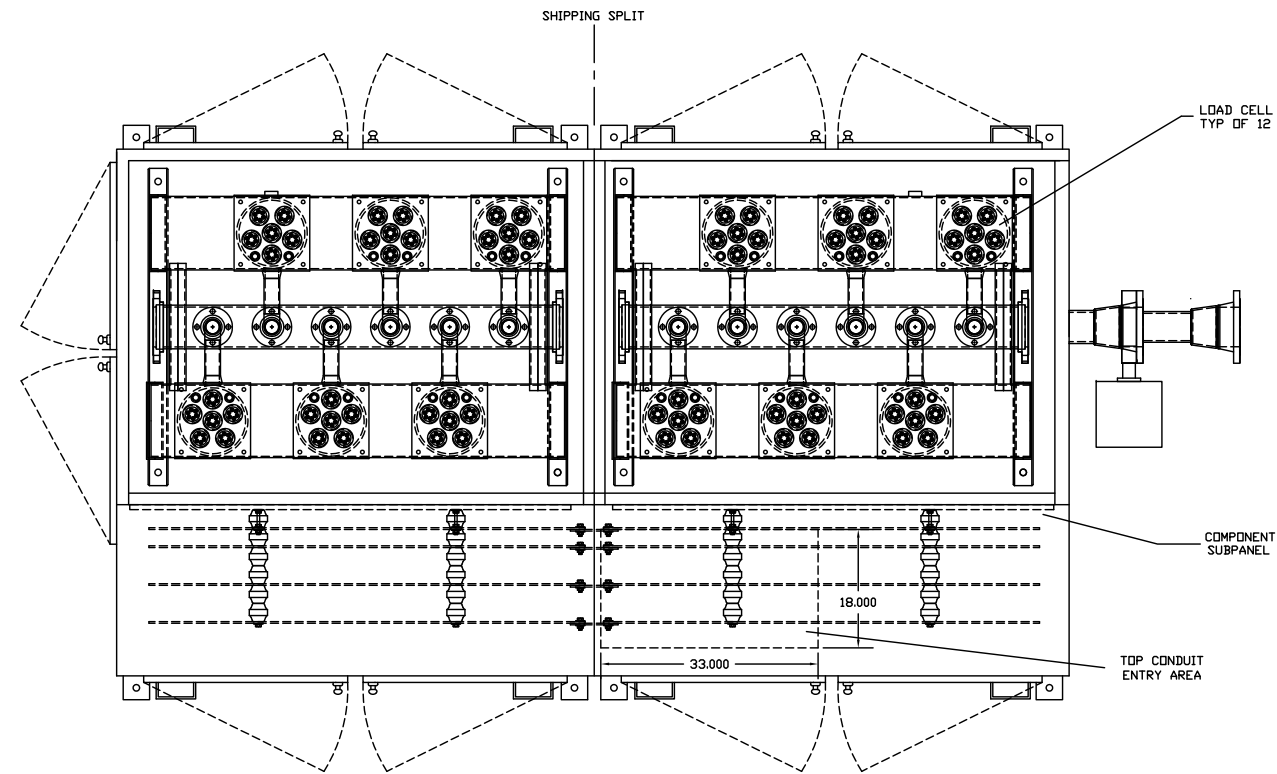 SHIPPING SPLIT
LOAD CELL
TYP OF 12
COMPONENT
SUBPANEL
18.000
33.000
TOP CONDUIT
ENTRY AREA